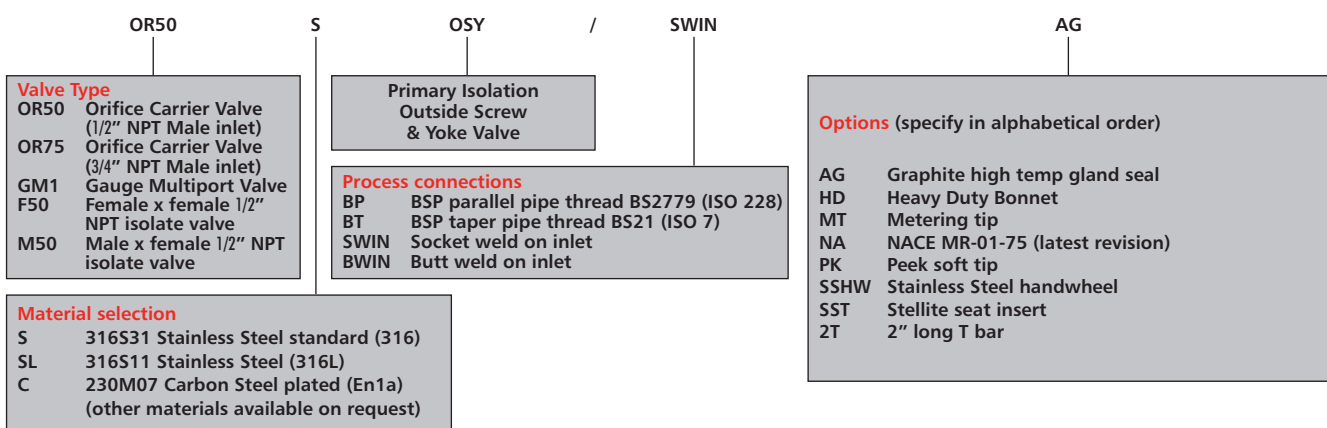 OR50 S OSY / SWIN AG
Valve Type
OR50 Orifice Carrier Valve
(1/2” NPT Male inlet)
OR75 Orifice Carrier Valve
(3/4” NPT Male inlet)
GM1 Gauge Multiport Valve
F50 Female x female 1/2”
NPT isolate valve
M50 Male x female 1/2” NPT
isolate valve
Primary Isolation
Outside Screw
& Yoke Valve
Process connections
BP BSP parallel pipe thread BS2779 (ISO 228)
BT BSP taper pipe thread BS21 (ISO 7)
SWIN Socket weld on inlet
BWIN Butt weld on inlet
Material selection
S 316S31 Stainless Steel standard (316)
SL 316S11 Stainless Steel (316L)
C 230M07 Carbon Steel plated (En1a)
(other materials available on request)
Options (specify in alphabetical order)
AG Graphite high temp gland seal
HD Heavy Duty Bonnet
MT Metering tip
NA NACE MR-01-75 (latest revision)
PK Peek soft tip
SSHW Stainless Steel handwheel
SST Stellite seat insert
2T 2” long T bar